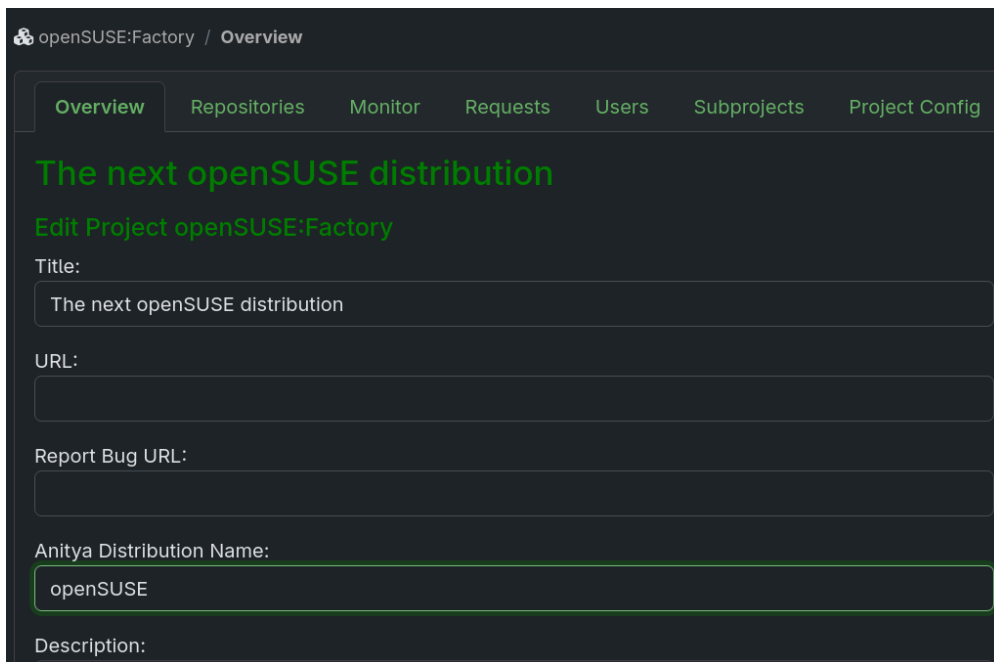 openSUSE:Factory / Overview
Overview Repositories Monitor Requests Users Subprojects Project Config
The next openSUSE distribution
Edit Project openSUSE:Factory
Title:
The next openSUSE distribution
URL:
Report Bug URL:
Anitya Distribution Name:
openSUSE
Description: